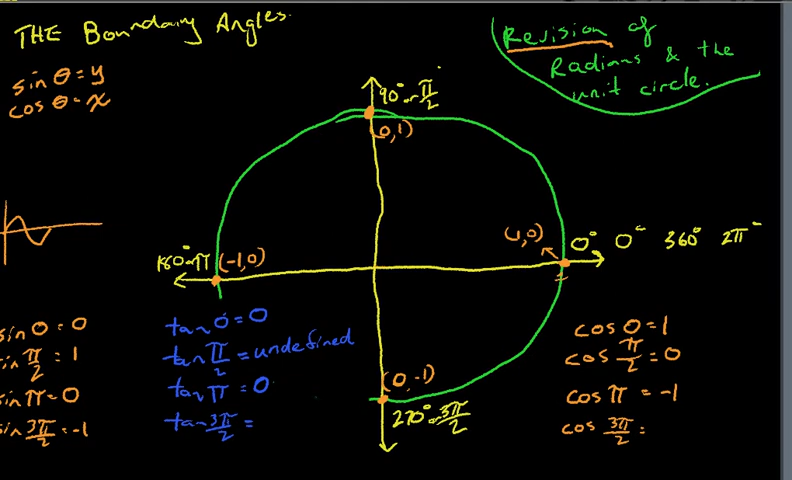 THE Boundary Angles.
Revision of
Radians & the
unit circle.
sin θ = y
cos θ = x
90° or π/2
(0,1)
(1,0)
0° 0° 360° 2π
180° or π
(-1,0)
(0,-1)
270° or 3π/2
sin 0 = 0
sin π/2 = 1
sin π = 0
sin 3π/2 = -1
tan 0 = 0
tan π/2 = undefined
tan π = 0
tan 3π/2 =
cos 0 = 1
cos π/2 = 0
cos π = -1
cos 3π/2 =